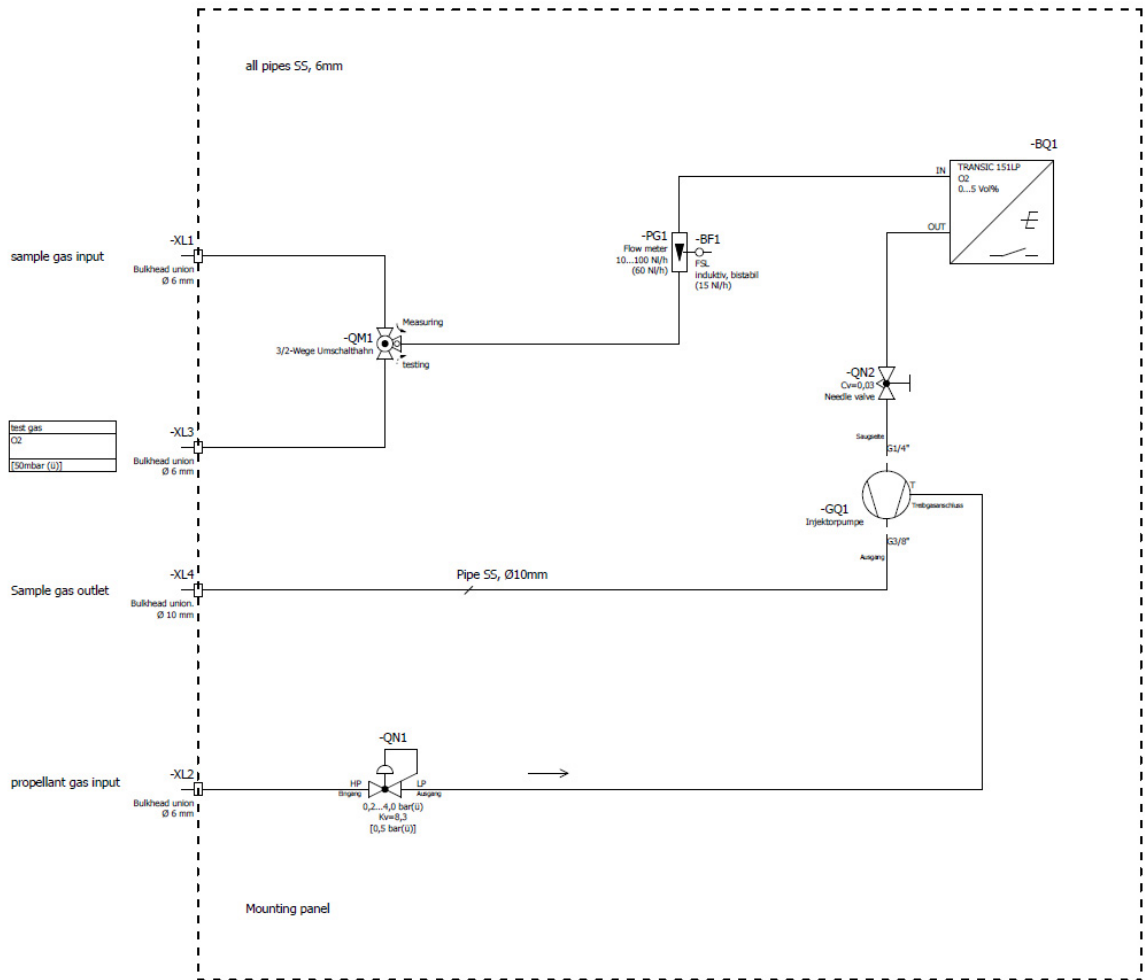 all pipes SS, 6mm
-BQ1
TRANSIC 151LP
O2
0...5 Vol%
IN
OUT
-XL1
sample gas input
Bulkhead union
Ø 6 mm
-PG1
Flow meter
10...100 Nl/h
(60 Nl/h)
-BF1
FSL
induktiv, bistabil
(15 Nl/h)
Measuring
-QM1
3/2-Wege Umschalthahn
testing
-QN2
Cv=0,03
Needle valve
test gas
O2
[50mbar (ü)]
-XL3
Bulkhead union
Ø 6 mm
Saugseite
G1/4"
T
Treibgasanschluss
-GQ1
Injektorpumpe
G3/8"
Ausgang
-XL4
Sample gas outlet
Bulkhead union.
Ø 10 mm
Pipe SS, Ø10mm
-QN1
-XL2
propellant gas input
Bulkhead union
Ø 6 mm
HP
Eingang
LP
Ausgang
0,2...4,0 bar(ü)
Kv=8,3
[0,5 bar(ü)]
Mounting panel